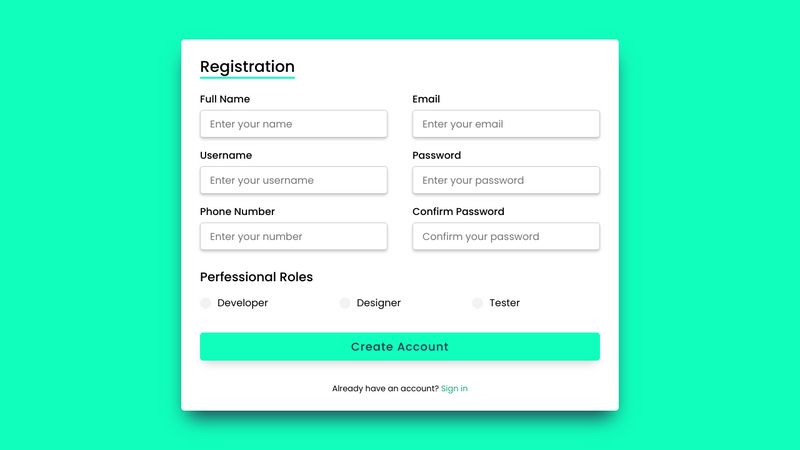 Registration
Full Name
Email
Enter your name
Enter your email
Username
Password
Enter your username
Enter your password
Phone Number
Confirm Password
Enter your number
Confirm your password
Perfessional Roles
Developer
Designer
Tester
Create Account
Already have an account? Sign in